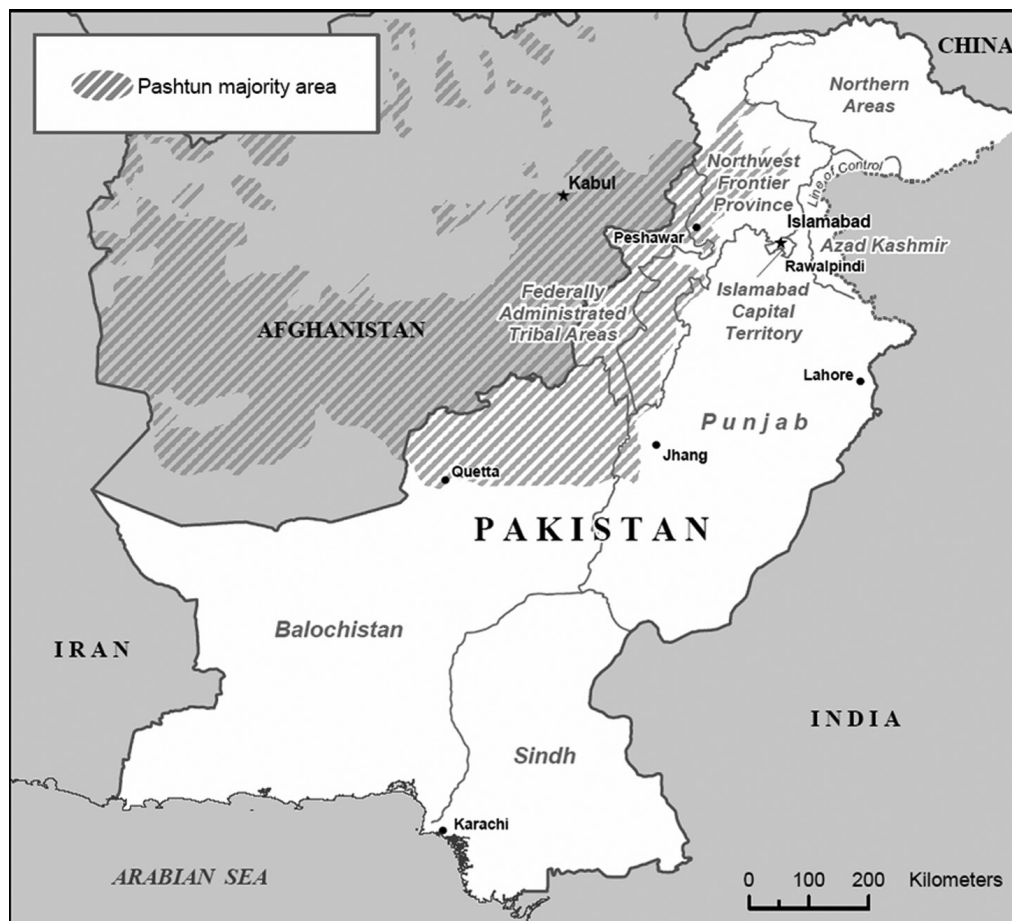 CHINA
Pashtun majority area
Northern
Areas
Line of Control
Northwest
Frontier
Province
Kabul
Islamabad
Peshawar
Azad Kashmir
Rawalpindi
Islamabad
Capital
Territory
Federally
Administrated
Tribal Areas
AFGHANISTAN
Lahore
Punjab
Jhang
Quetta
PAKISTAN
Balochistan
IRAN
INDIA
Sindh
Karachi
ARABIAN SEA
0 100 200 Kilometers